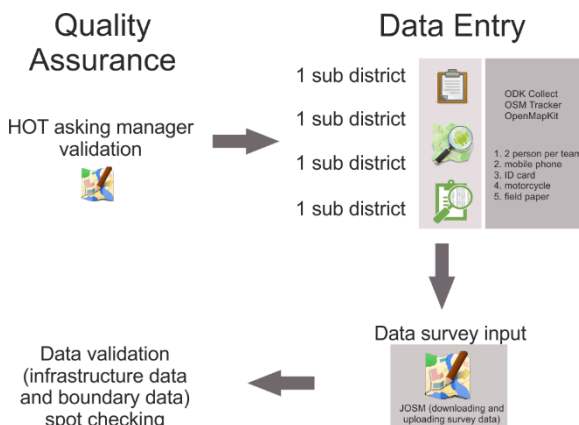 Quality
Assurance
HOT asking manager
validation
Data Entry
1 sub district
1 sub district
1 sub district
1 sub district
ODK Collect
OSM Tracker
OpenMapKit
1. 2 person per team
2. mobile phone
3. ID card
4. motorcycle
5. field paper
Data survey input
JOSM (downloading and
uploading survey data)
Data validation
(infrastructure data
and boundary data)
spot checking